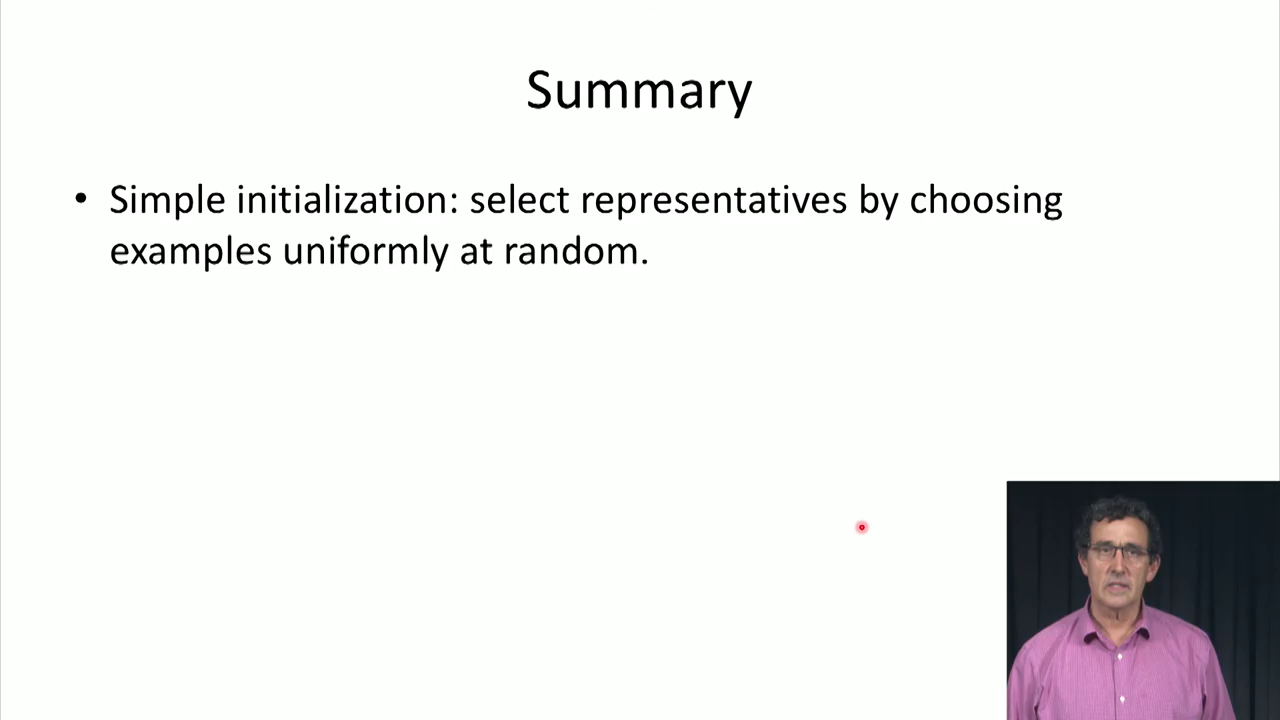 Summary
• Simple initialization: select representatives by choosing
examples uniformly at random.